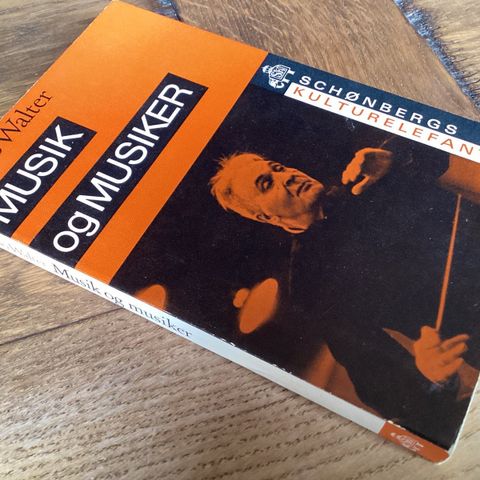 Walter
MUSIK
og MUSIKER
SCHØNBERGS
KULTURELEFANT
Walter Musik og musiker